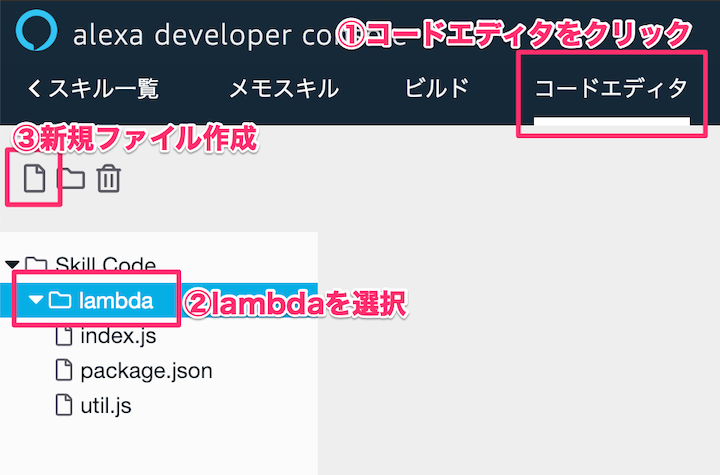 alexa developer con
①コードエディタをクリック
スキル一覧
メモスキル
ビルド
コードエディタ
③新規ファイル作成
Skill Code
lambda
②lambdaを選択
index.js
package.json
util.js